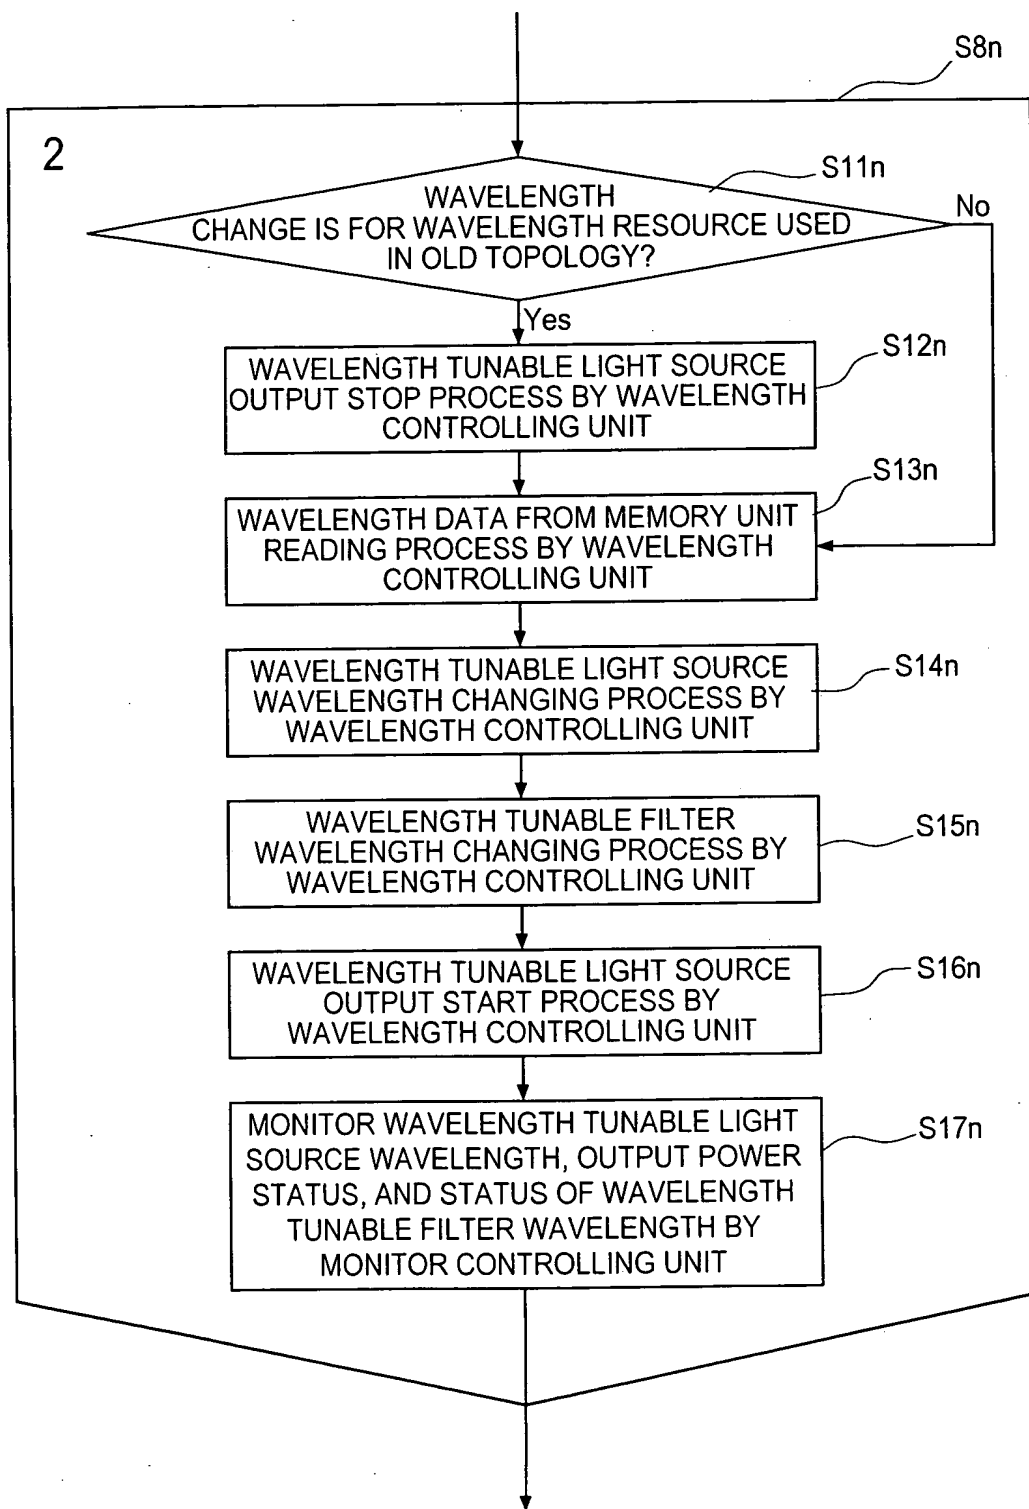 S8n
2
S11n
WAVELENGTH
CHANGE IS FOR WAVELENGTH RESOURCE USED
IN OLD TOPOLOGY?
No
Yes
S12n
WAVELENGTH TUNABLE LIGHT SOURCE
OUTPUT STOP PROCESS BY WAVELENGTH
CONTROLLING UNIT
S13n
WAVELENGTH DATA FROM MEMORY UNIT
READING PROCESS BY WAVELENGTH
CONTROLLING UNIT
S14n
WAVELENGTH TUNABLE LIGHT SOURCE
WAVELENGTH CHANGING PROCESS BY
WAVELENGTH CONTROLLING UNIT
S15n
WAVELENGTH TUNABLE FILTER
WAVELENGTH CHANGING PROCESS BY
WAVELENGTH CONTROLLING UNIT
S16n
WAVELENGTH TUNABLE LIGHT SOURCE
OUTPUT START PROCESS BY
WAVELENGTH CONTROLLING UNIT
S17n
MONITOR WAVELENGTH TUNABLE LIGHT
SOURCE WAVELENGTH, OUTPUT POWER
STATUS, AND STATUS OF WAVELENGTH
TUNABLE FILTER WAVELENGTH BY
MONITOR CONTROLLING UNIT